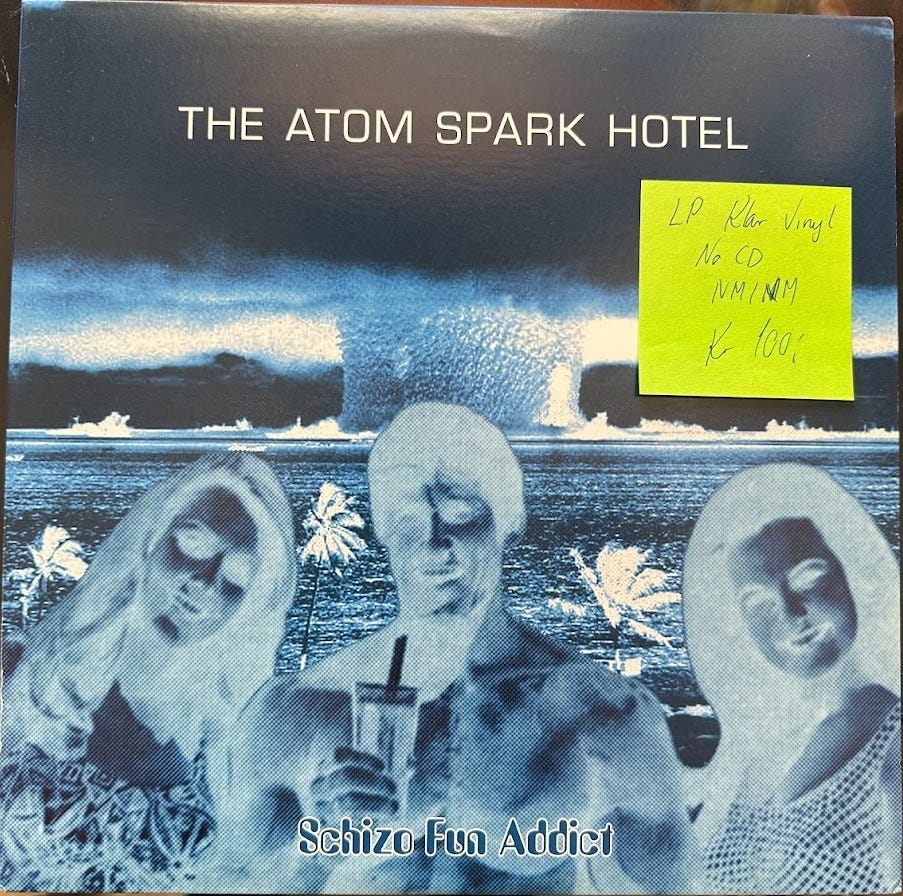 THE ATOM SPARK HOTEL
LP Klar Vinyl
No CD
NM/NM
Kr 100:
Schizo Fun Addict